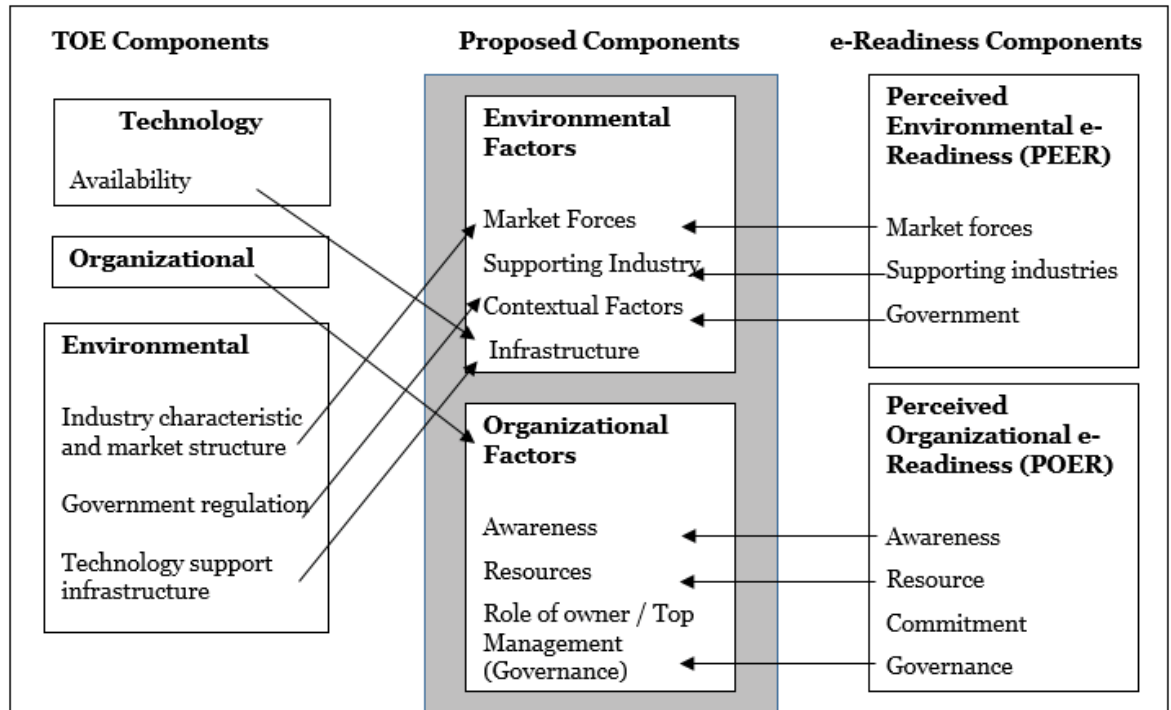 TOE Components
Technology
Availability
Organizational
Environmental
Industry characteristic
and market structure
Government regulation
Technology support
infrastructure
Proposed Components
Environmental
Factors
Market Forces
Supporting Industry
Contextual Factors
Infrastructure
Organizational
Factors
Awareness
Resources
Role of owner / Top
Management
(Governance)
e-Readiness Components
Perceived
Environmental e-
Readiness (PEER)
Market forces
Supporting industries
Government
Perceived
Organizational e-
Readiness (POER)
Awareness
Resource
Commitment
Governance